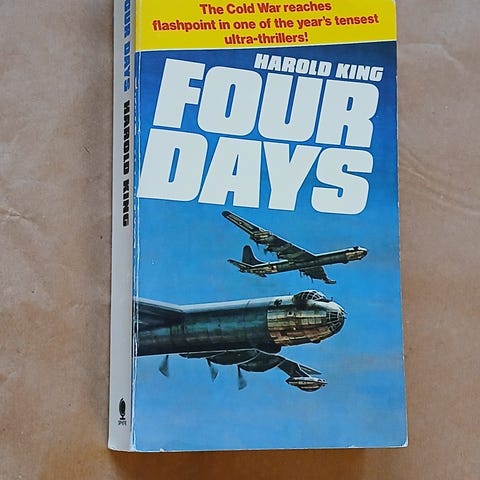 The Cold War reaches
flashpoint in one of the year's tensest
ultra-thrillers!
HAROLD KING
FOUR
DAYS
FOUR DAYS HAROLD KING
SPHERE